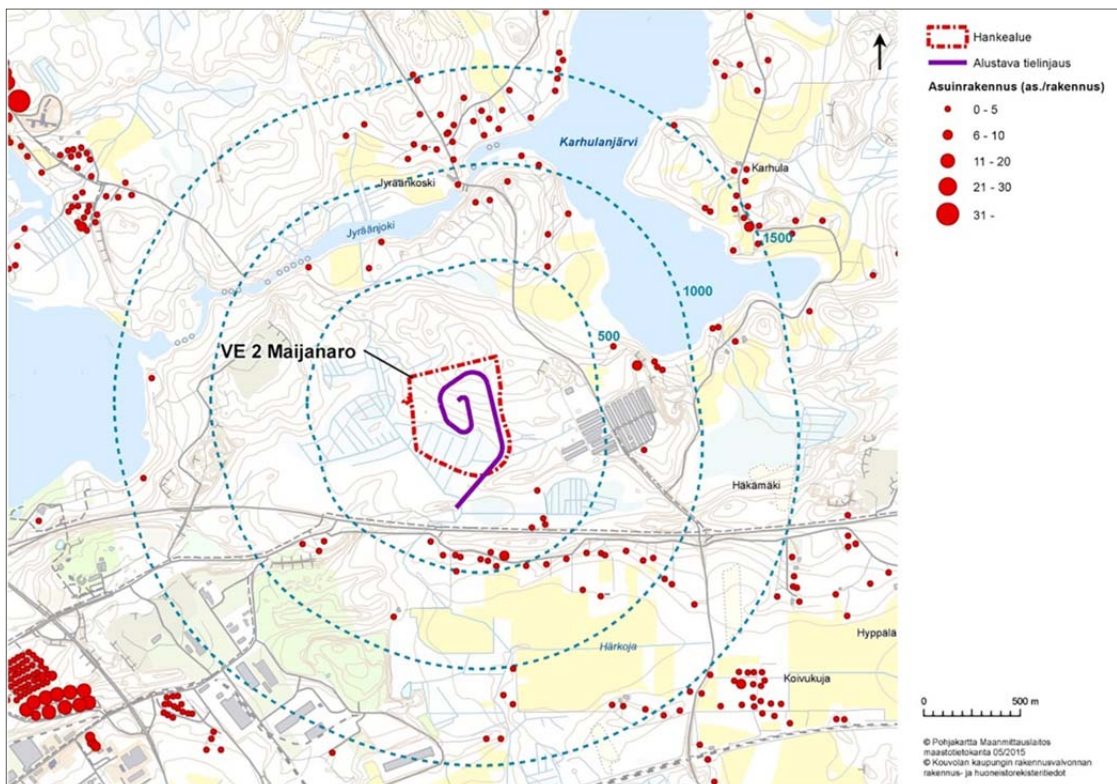 Hankealue
Alustava tielinjaus
Asuinrakennus (as./rakennus)
0 - 5
6 - 10
11 - 20
21 - 30
31 -
Karhulanjärvi
Karhula
Jyräänkoski
Jyräänjoki
1500
1000
500
VE 2 Maijanaro
Häkämäki
Hyppälä
Härkoja
Koivukuja
0 500 m
© Pohjakartta Maanmittauslaitos
maastotietokanta 05/2015
© Kouvolan kaupungin rakennusvalvonnan
rakennus- ja huoneistorekisteritiedot